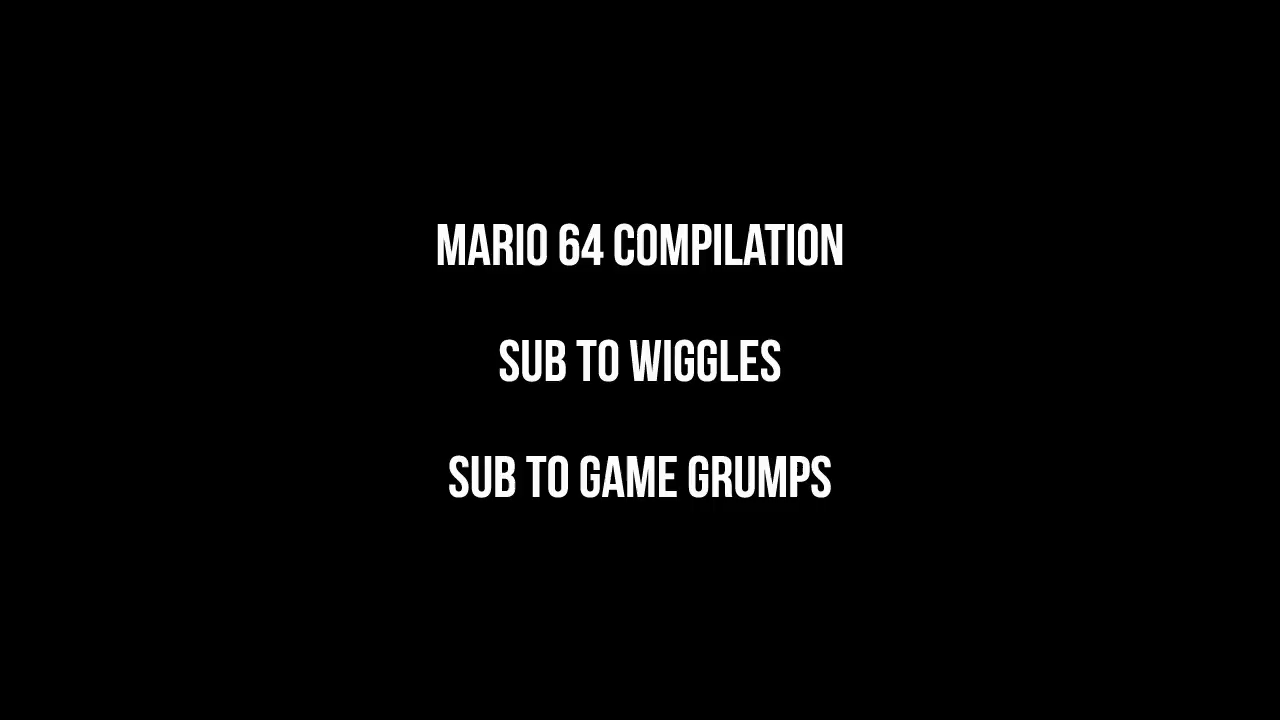 MARIO 64 COMPILATION
SUB TO WIGGLES
SUB TO GAME GRUMPS